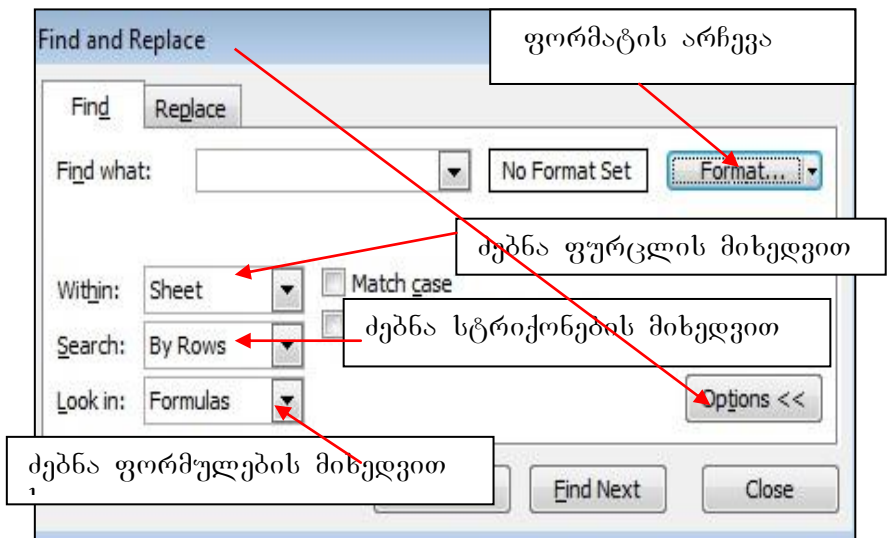 Find and Replace
ფორმატის არჩევა
Find Replace
Find what: No Format Set Format...
ძებნა ფურცლის მიხედვით
Within: Sheet Match case
ძებნა სტრიქონების მიხედვით
Search: By Rows
Look in: Formulas Options <<
ძებნა ფორმულების მიხედვით
Find Next Close